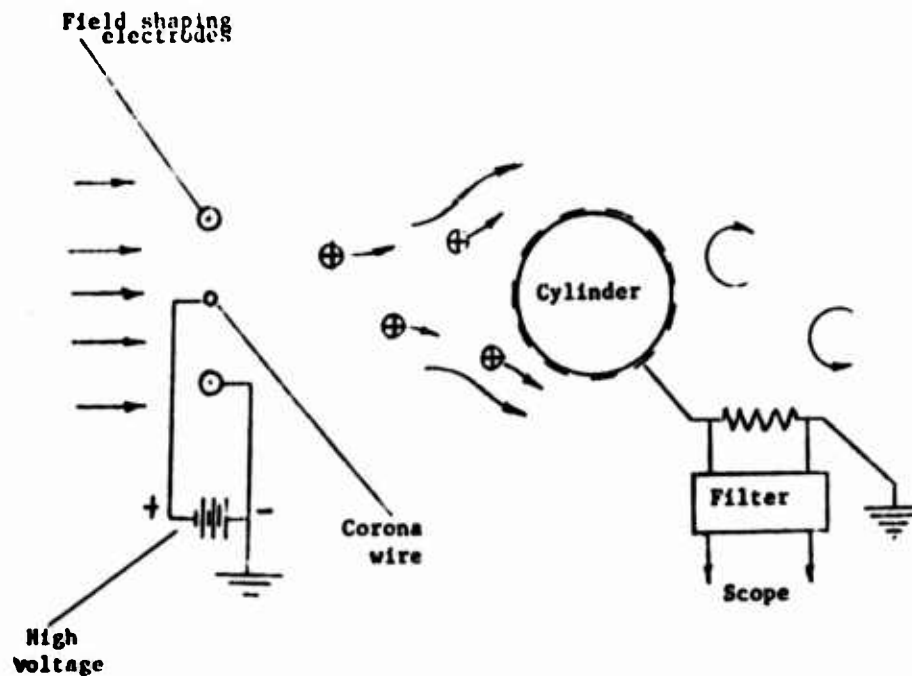 Field shaping
electrodes
Cylinder
+
-
Corona
wire
Filter
Scope
High
voltage